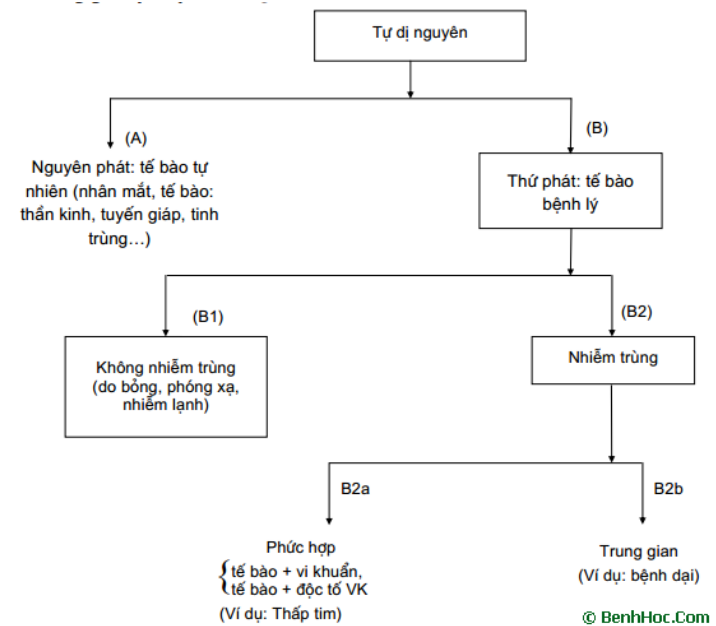 Tự dị nguyên
(A)
(B)
Nguyên phát: tế bào tự
nhiên (nhân mắt, tế bào:
thần kinh, tuyến giáp, tinh
trùng...)
Thứ phát: tế bào
bệnh lý
(B1)
(B2)
Không nhiễm trùng
(do bỏng, phóng xạ,
nhiễm lạnh)
Nhiễm trùng
B2a
B2b
Phức hợp
tế bào + vi khuẩn,
tế bào + độc tố VK
(Ví dụ: Thấp tim)
Trung gian
(Ví dụ: bệnh dại)
© BenhHoc.Com